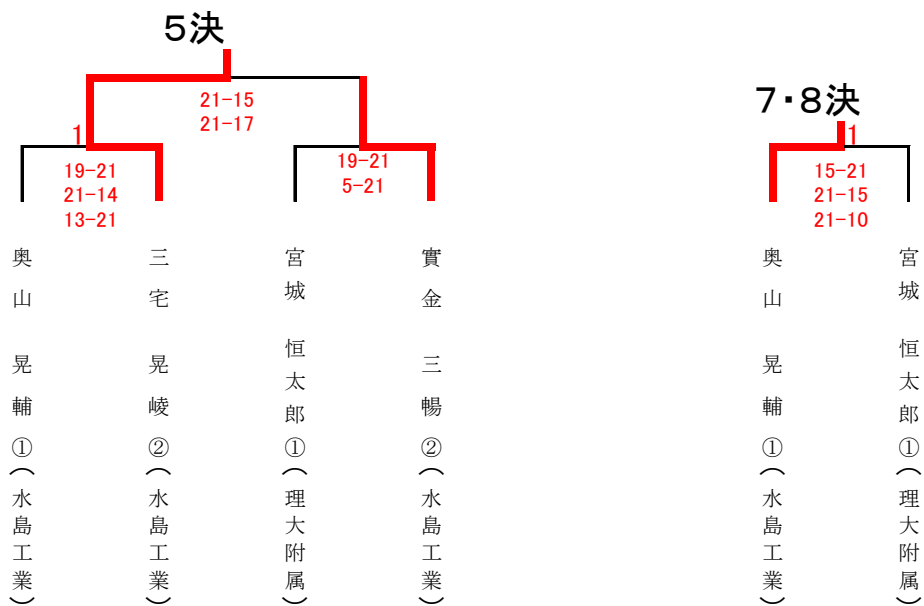 5決
21-15
21-17
1
19-21
21-14
13-21
19-21
5-21
奥山 晃輔①(水島工業)
三宅 晃崚②(水島工業)
宮城 恒太郎①(理大附属)
實金 三暢②(水島工業)
7・8決
1
15-21
21-15
21-10
奥山 晃輔①(水島工業)
宮城 恒太郎①(理大附属)